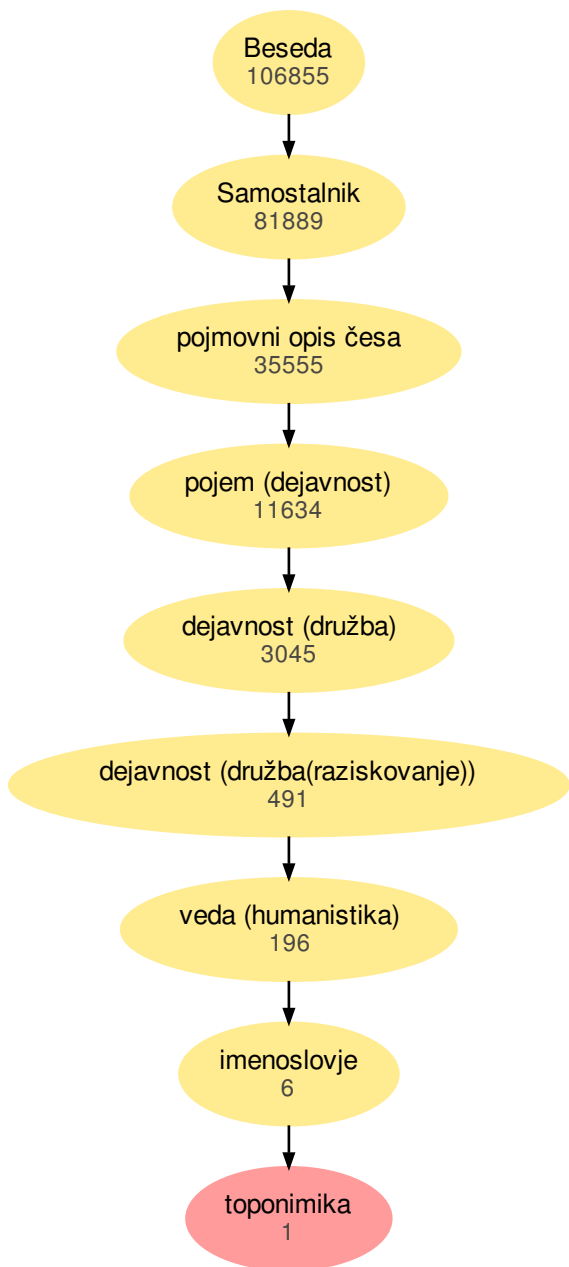 Beseda
106855
Samostalnik
81889
pojmovni opis česa
35555
pojem (dejavnost)
11634
dejavnost (družba)
3045
dejavnost (družba(raziskovanje))
491
veda (humanistika)
196
imenoslovje
6
toponimika
1